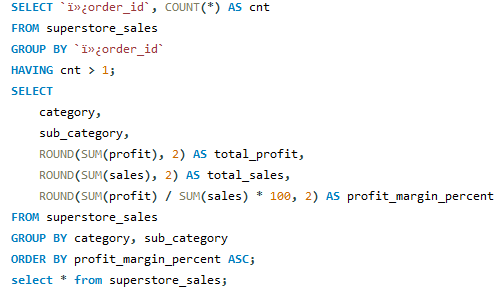 SELECT `ï»¿order_id`, COUNT(*) AS cnt
FROM superstore_sales
GROUP BY `ï»¿order_id`
HAVING cnt > 1;
SELECT
    category,
    sub_category,
    ROUND(SUM(profit), 2) AS total_profit,
    ROUND(SUM(sales), 2) AS total_sales,
    ROUND(SUM(profit) / SUM(sales) * 100, 2) AS profit_margin_percent
FROM superstore_sales
GROUP BY category, sub_category
ORDER BY profit_margin_percent ASC;
select * from superstore_sales;